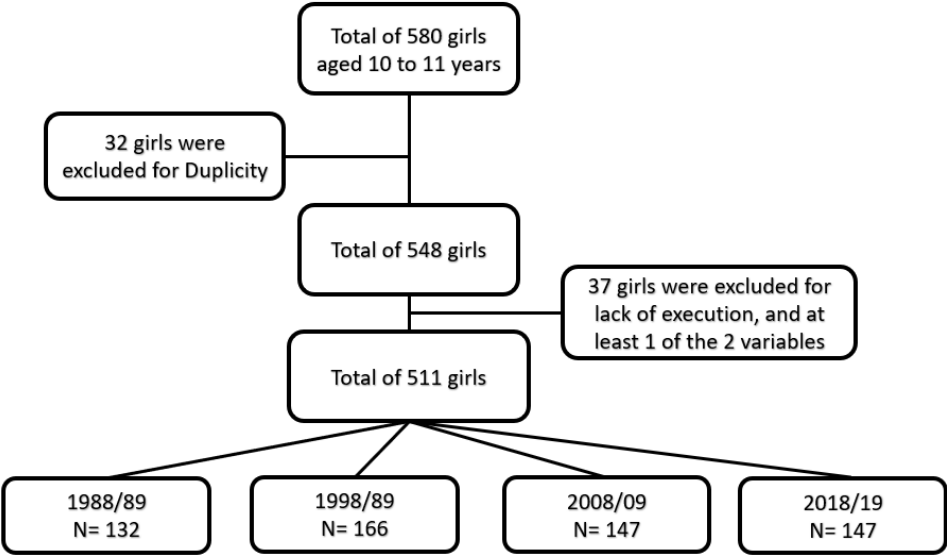 Total of 580 girls
aged 10 to 11 years
32 girls were
excluded for Duplicity
Total of 548 girls
37 girls were excluded for
lack of execution, and at
least 1 of the 2 variables
Total of 511 girls
1988/89
N= 132
1998/89
N= 166
2008/09
N= 147
2018/19
N= 147